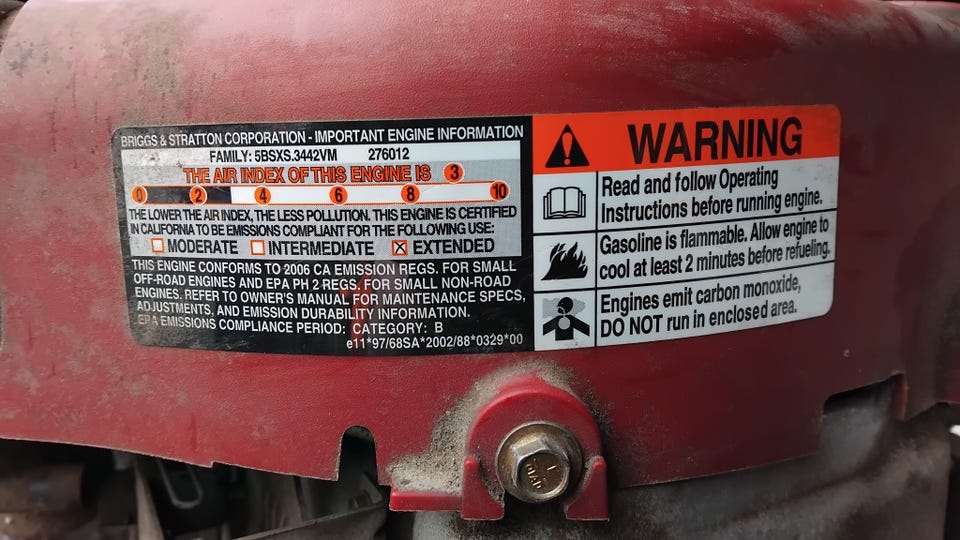 BRIGGS & STRATTON CORPORATION - IMPORTANT ENGINE INFORMATION
FAMILY: 5BSXS.3442VM 276012
THE AIR INDEX OF THIS ENGINE IS 3
0 2 4 6 8 10
THE LOWER THE AIR INDEX, THE LESS POLLUTION. THIS ENGINE IS CERTIFIED
IN CALIFORNIA TO BE EMISSIONS COMPLIANT FOR THE FOLLOWING USE:
☐ MODERATE ☐ INTERMEDIATE ☒ EXTENDED
THIS ENGINE CONFORMS TO 2006 CA EMISSION REGS. FOR SMALL
OFF-ROAD ENGINES AND EPA PH 2 REGS. FOR SMALL NON-ROAD
ENGINES. REFER TO OWNER'S MANUAL FOR MAINTENANCE SPECS,
ADJUSTMENTS, AND EMISSION DURABILITY INFORMATION.
EPA EMISSIONS COMPLIANCE PERIOD: CATEGORY: B
e11*97/68SA*2002/88*0329*00
WARNING
Read and follow Operating
Instructions before running engine.
Gasoline is flammable. Allow engine to
cool at least 2 minutes before refueling.
Engines emit carbon monoxide,
DO NOT run in enclosed area.